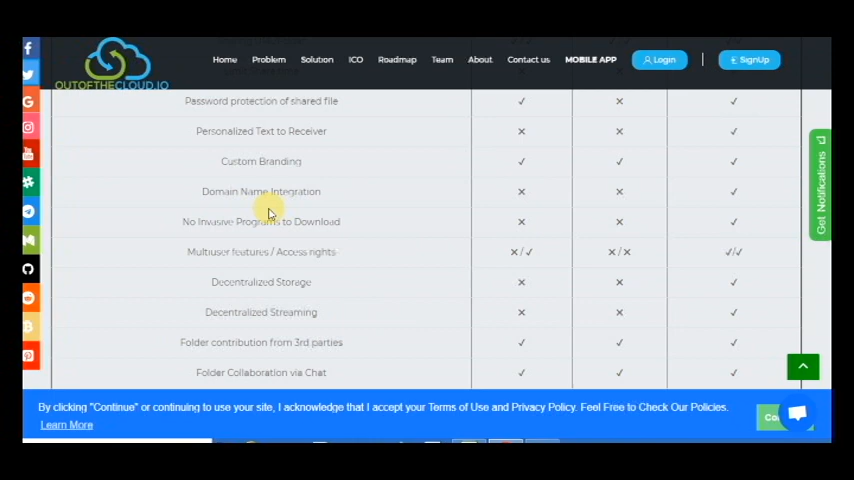 Home Problem Solution ICO Roadmap Team About Contact us MOBILE APP Login SignUp
OUTOFTHECLOUD.IO
Password protection of shared file ✓ ✕ ✓
Personalized Text to Receiver ✕ ✕ ✓
Custom Branding ✓ ✓ ✓
Domain Name Integration ✕ ✕ ✓
No Invasive Programs to Download ✕ ✕ ✓
Multiuser features / Access rights ✕ / ✓ ✕ / ✕ ✓/✓
Decentralized Storage ✕ ✕ ✓
Decentralized Streaming ✕ ✕ ✓
Folder contribution from 3rd parties ✓ ✓ ✓
Folder Collaboration via Chat ✓ ✓ ✓
Get Notifications
By clicking "Continue" or continuing to use your site, I acknowledge that I accept your Terms of Use and Privacy Policy. Feel Free to Check Our Policies.
Learn More